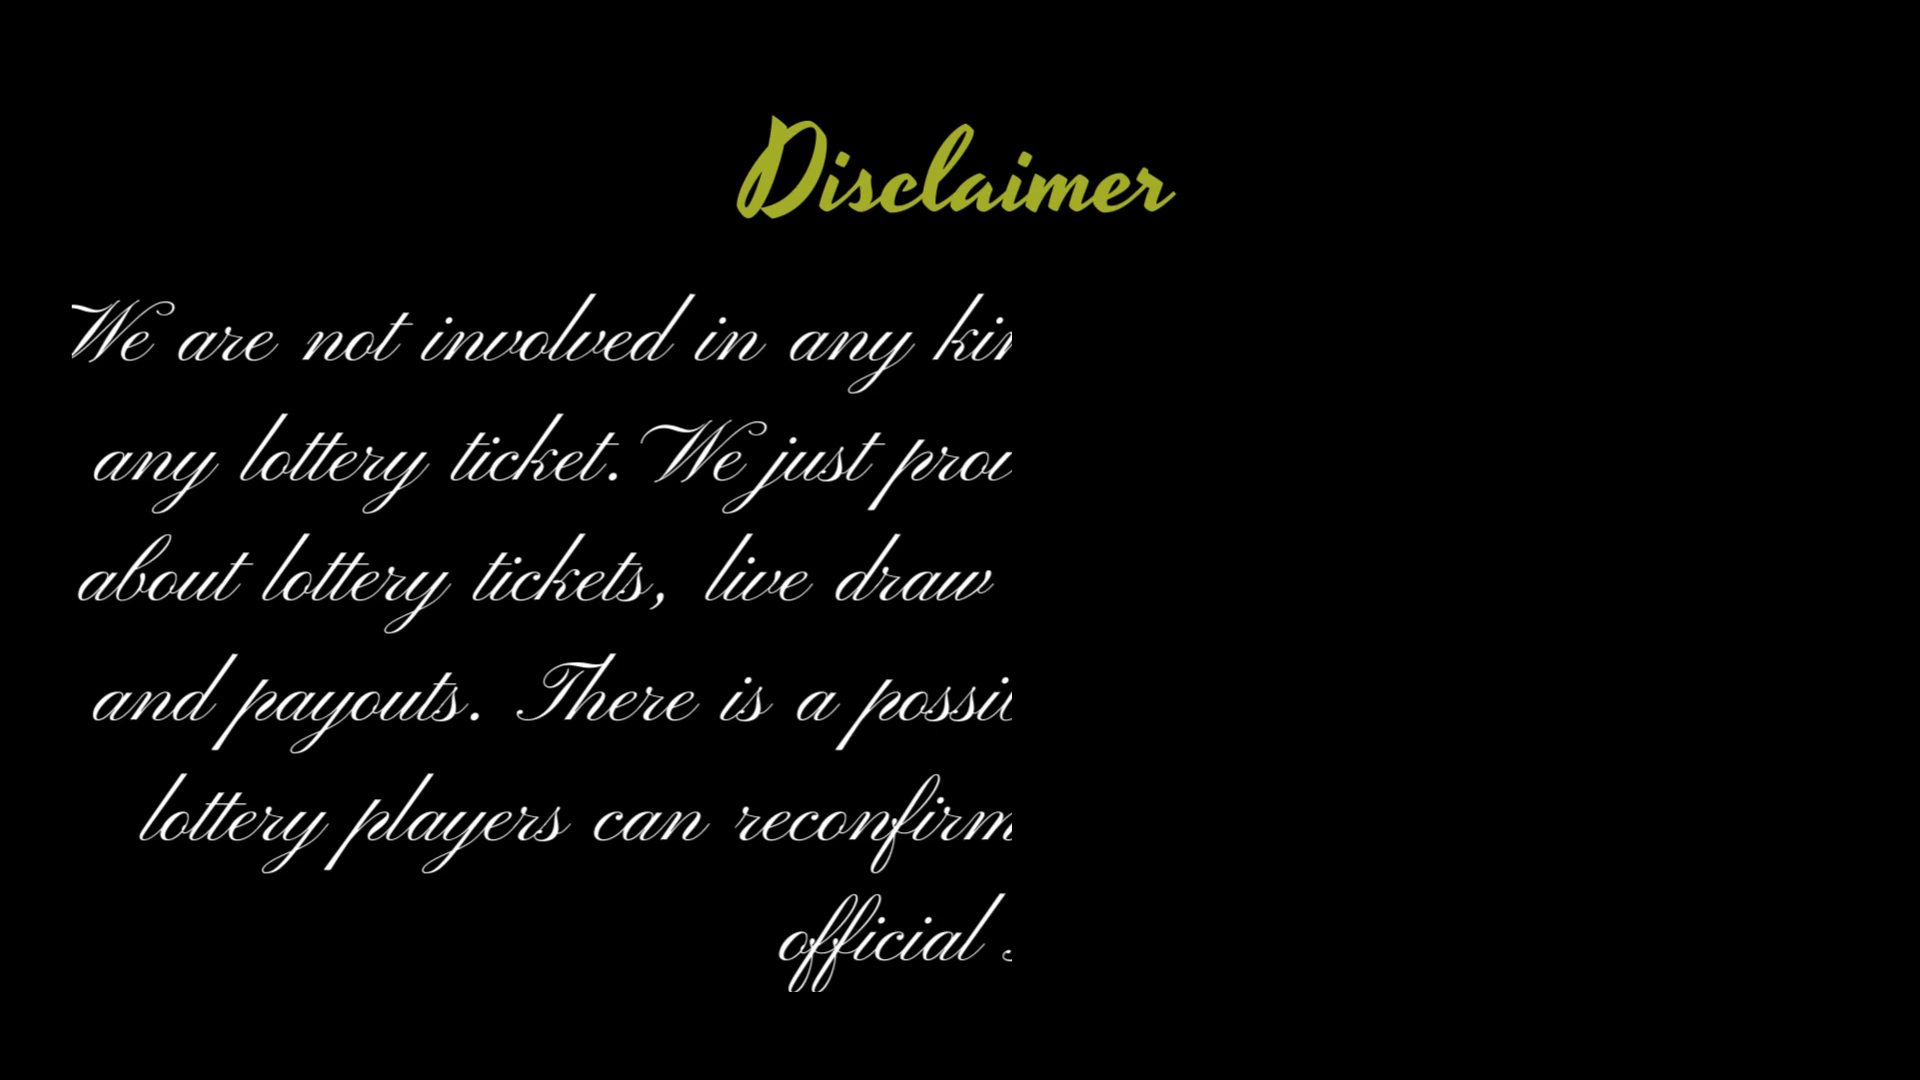 Disclaimer
We are not involved in any
any lottery ticket. We just
about lottery tickets, live draw
and payouts. There is a
lottery players can reconfirm
official